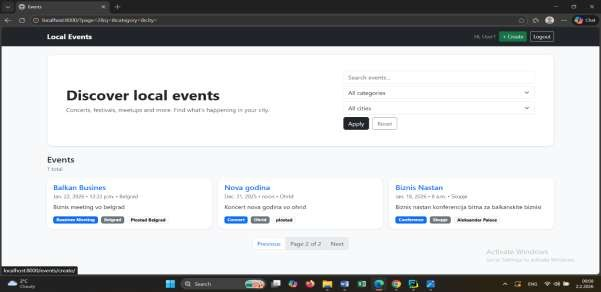 Events
localhost:8000/?page=2&q=&category=&city=
Chat
Local Events
Hi, User1
+ Create
Logout
Discover local events
Concerts, festivals, meetups and more. Find what's happening in your city.
Search events...
All categories
All cities
Apply
Reset
Events
7 total
Balkan Busines
Jan. 22, 2026 • 12:22 p.m. • Belgrad
Biznis meeting vo belgrad
Business Meeting Belgrad Plostad Belgrad
Nova godina
Dec. 31, 2025 • noon • Ohrid
Koncert nova godina vo ohrid
Concert Ohrid plostad
Biznis Nastan
Jan. 19, 2026 • 8 a.m. • Skopje
Biznis nastan konferencija bitna za balkanskite biznisi
Conference Skopje Aleksandar Palace
Previous Page 2 of 2 Next
Activate Windows
Go to Settings to activate Windows.
localhost:8000/events/create/
2°C
Cloudy
Search
ENG
2.2.2026